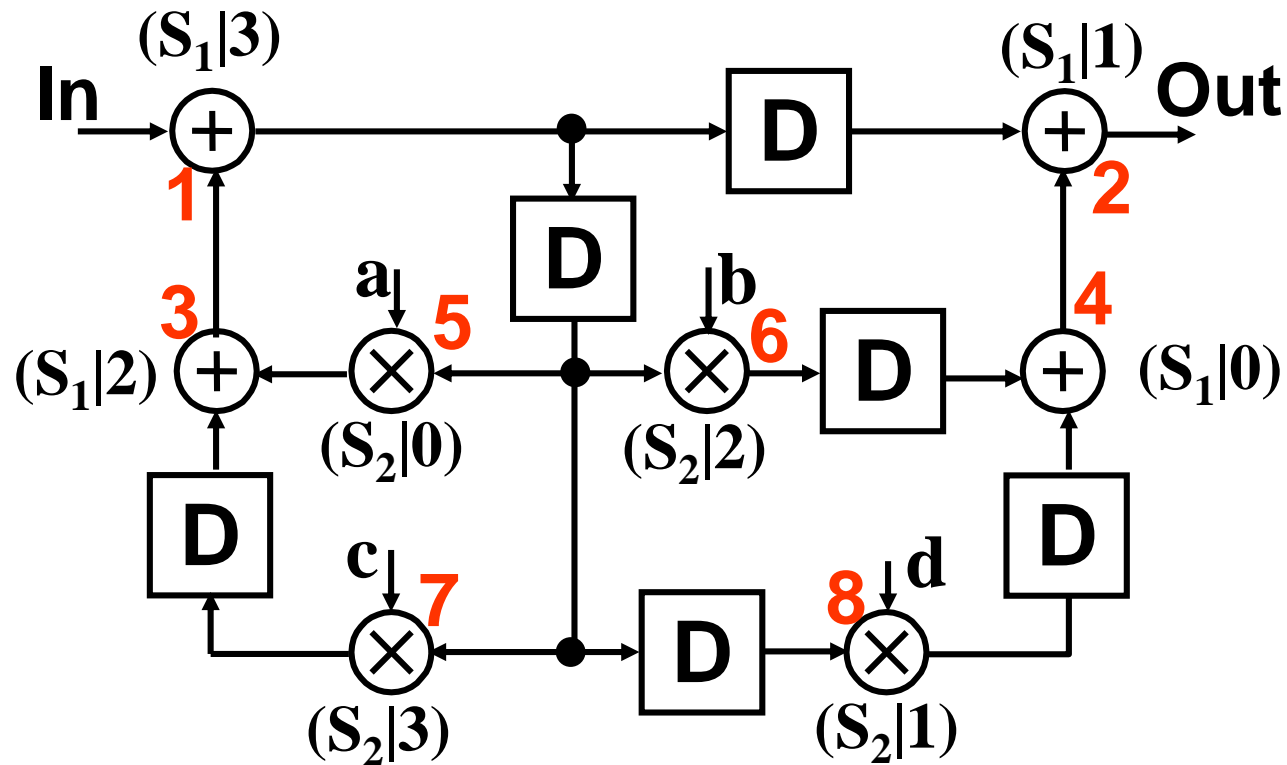 (S₁|3)
(S₁|1)
In
Out
D
1
2
D
a
b
3
5
6
4
(S₁|2)
D
(S₁|0)
(S₂|0)
(S₂|2)
D
D
c
7
8
d
D
(S₂|3)
(S₂|1)